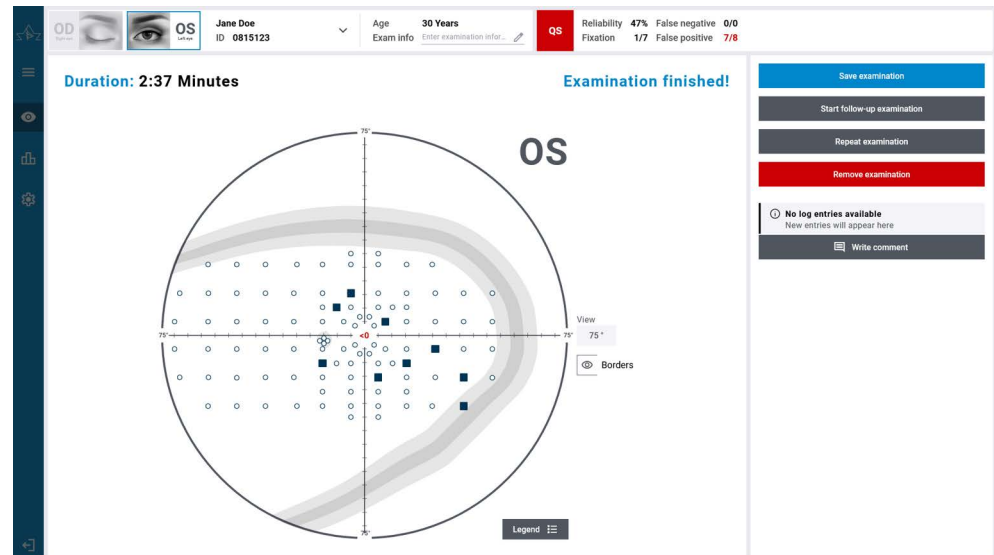 OD
OS
Left eye
Jane Doe
ID 0815123
Age 30 Years
Exam info Enter examination infor...
QS
Reliability 47% False negative 0/0
Fixation 1/7 False positive 7/8
Duration: 2:37 Minutes
Examination finished!
OS
75°
75°
<0
75°
75°
View
75 °
Borders
Legend
Save examination
Start follow-up examination
Repeat examination
Remove examination
No log entries available
New entries will appear here
Write comment